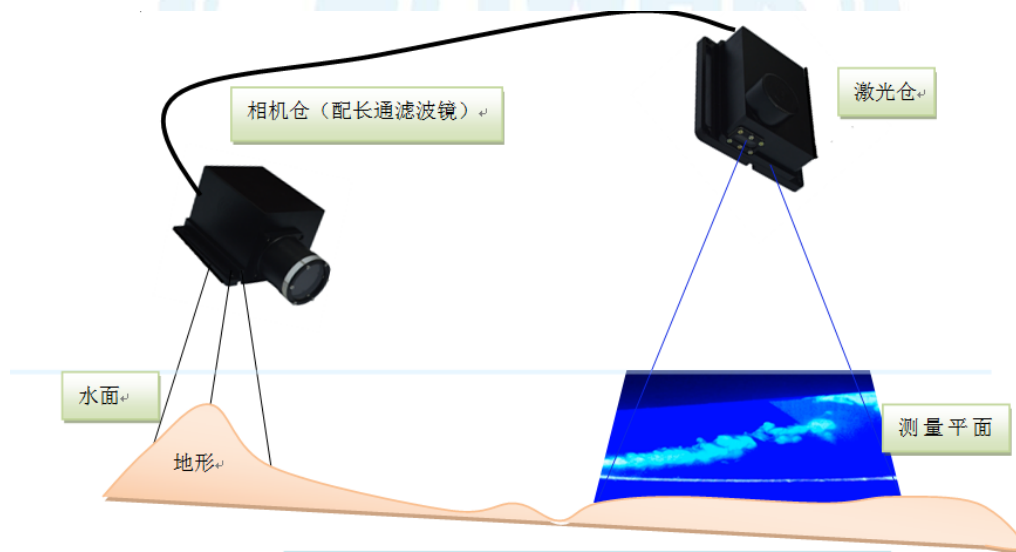 相机仓（配长通滤波镜）
激光仓
水面
测量平面
地形